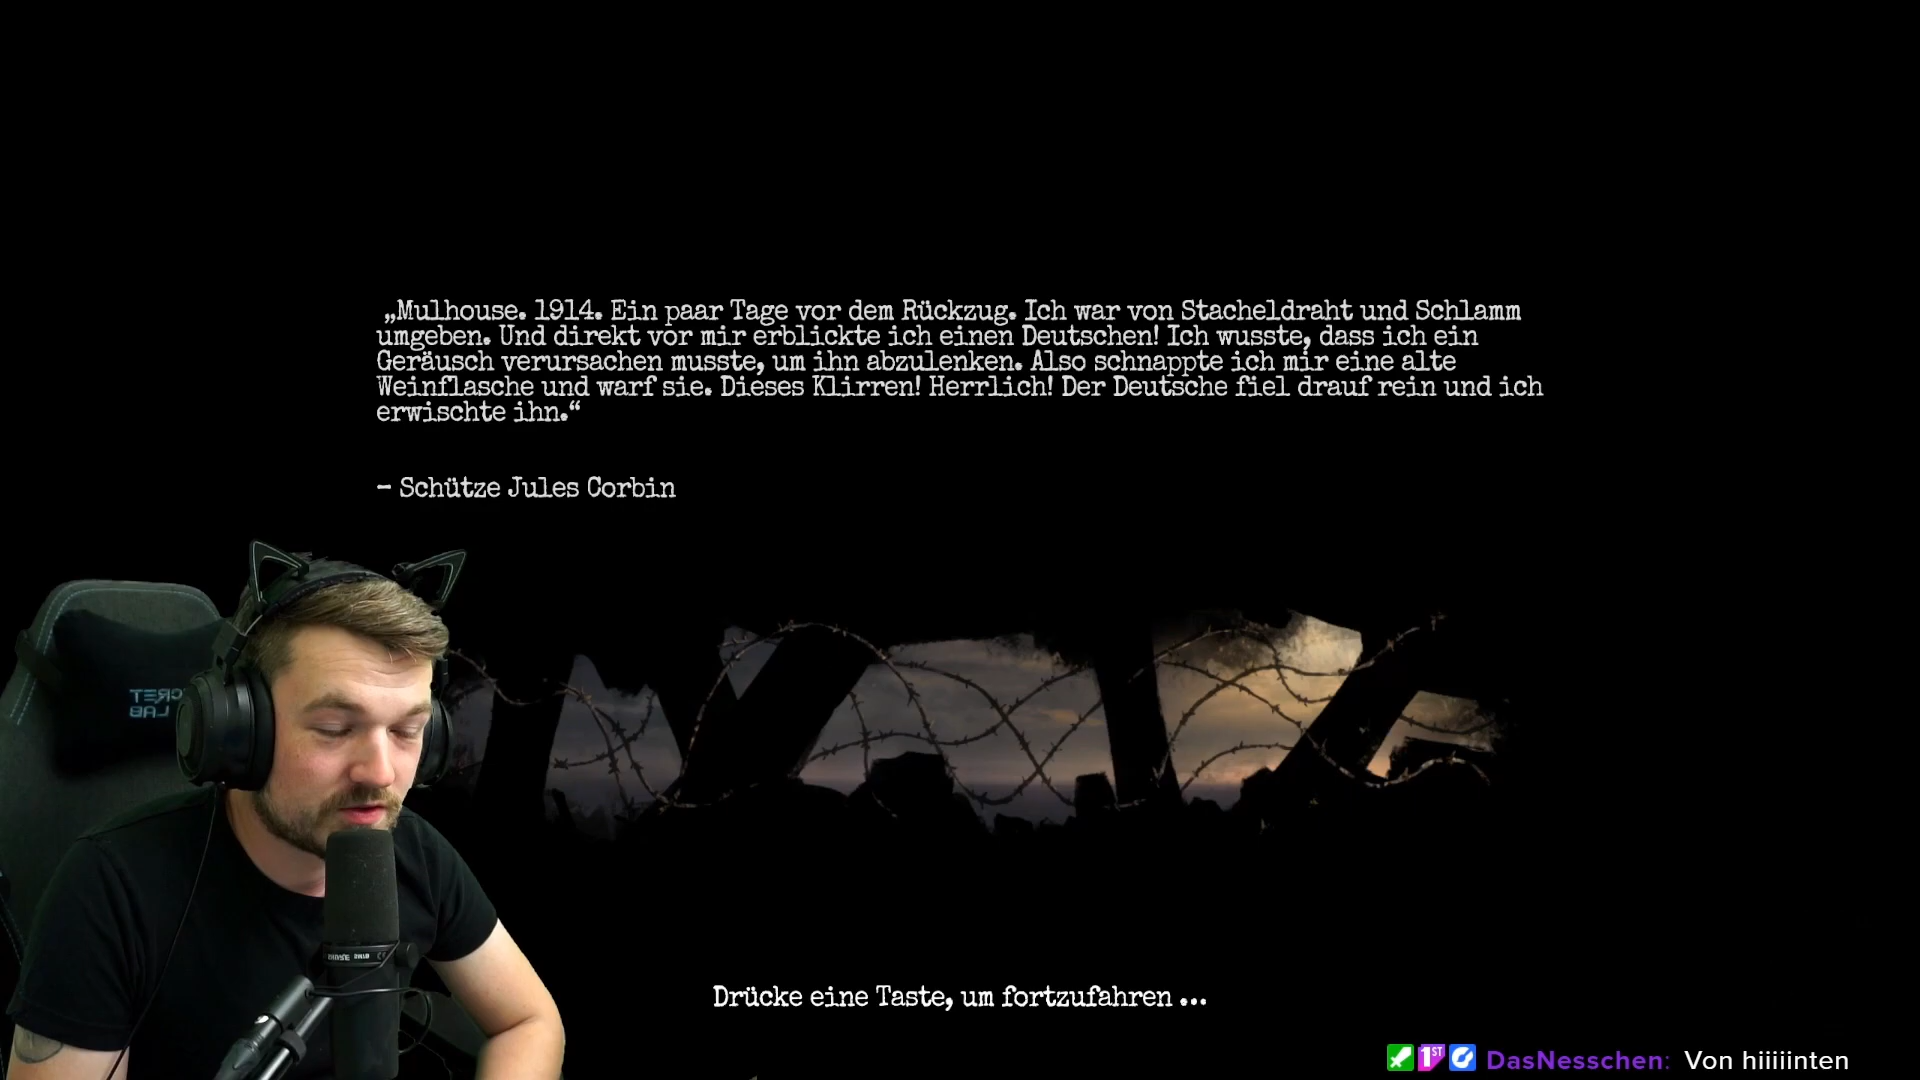 „Mulhouse. 1914. Ein paar Tage vor dem Rückzug. Ich war von Stacheldraht und Schlamm
umgeben. Und direkt vor mir erblickte ich einen Deutschen! Ich wusste, dass ich ein
Geräusch verursachen musste, um ihn abzulenken. Also schnappte ich mir eine alte
Weinflasche und warf sie. Dieses Klirren! Herrlich! Der Deutsche fiel drauf rein und ich
erwischte ihn.“
– Schütze Jules Corbin
CRET
LAB
Drücke eine Taste, um fortzufahren ...
1ST DasNesschen: Von hiiiiinten